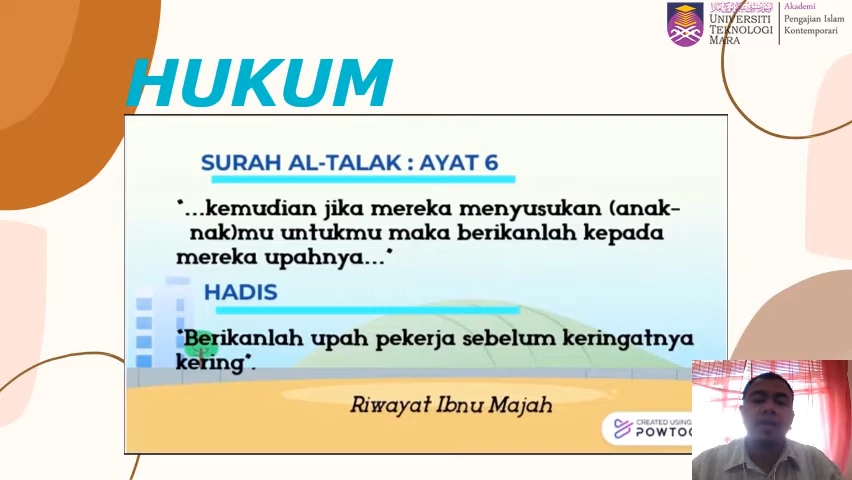 UNIVERSITI
TEKNOLOGI
MARA
Akademi
Pengajian Islam
Kontemporari
HUKUM
SURAH AL-TALAK : AYAT 6
"...kemudian jika mereka menyusukan (anak-
nak)mu untukmu maka berikanlah kepada
mereka upahnya..."
HADIS
"Berikanlah upah pekerja sebelum keringatnya
kering".
Riwayat Ibnu Majah
CREATED USING
POWTOO